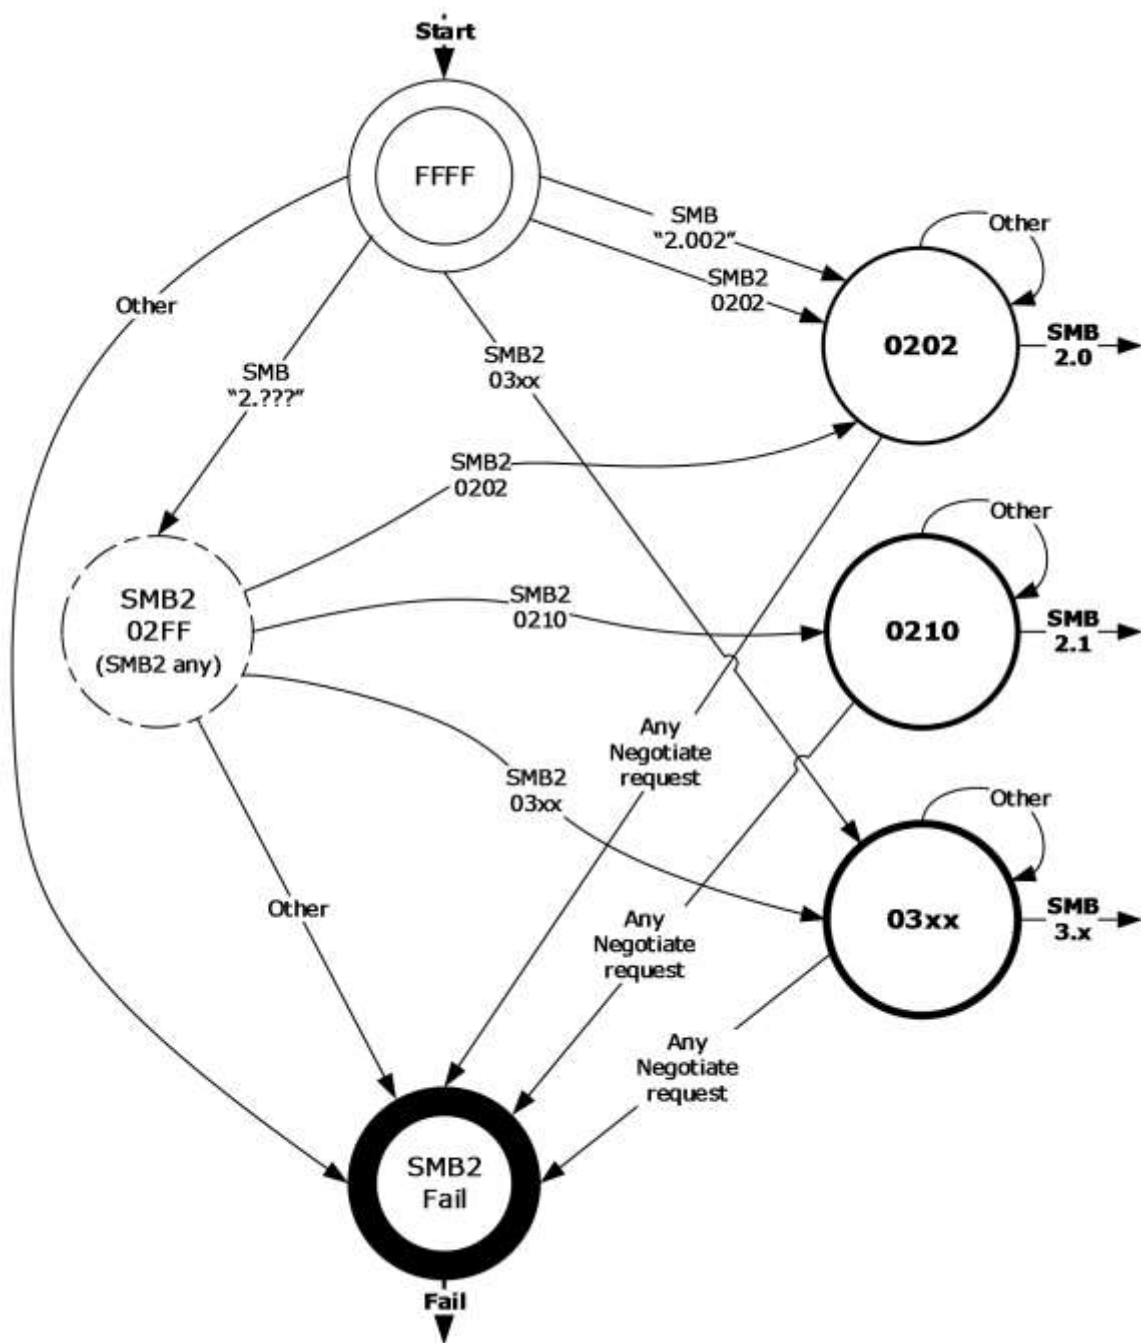 Start
FFFF
SMB
“2.002”
SMB2
0202
Other
0202
SMB
2.0
Other
SMB2
03xx
SMB
“2.???”
SMB2
0202
Other
0210
SMB
2.1
SMB2
0210
SMB2
02FF
(SMB2 any)
Any
Negotiate
request
SMB2
03xx
Other
03xx
SMB
3.x
Other
Any
Negotiate
request
Any
Negotiate
request
SMB2
Fail
Fail